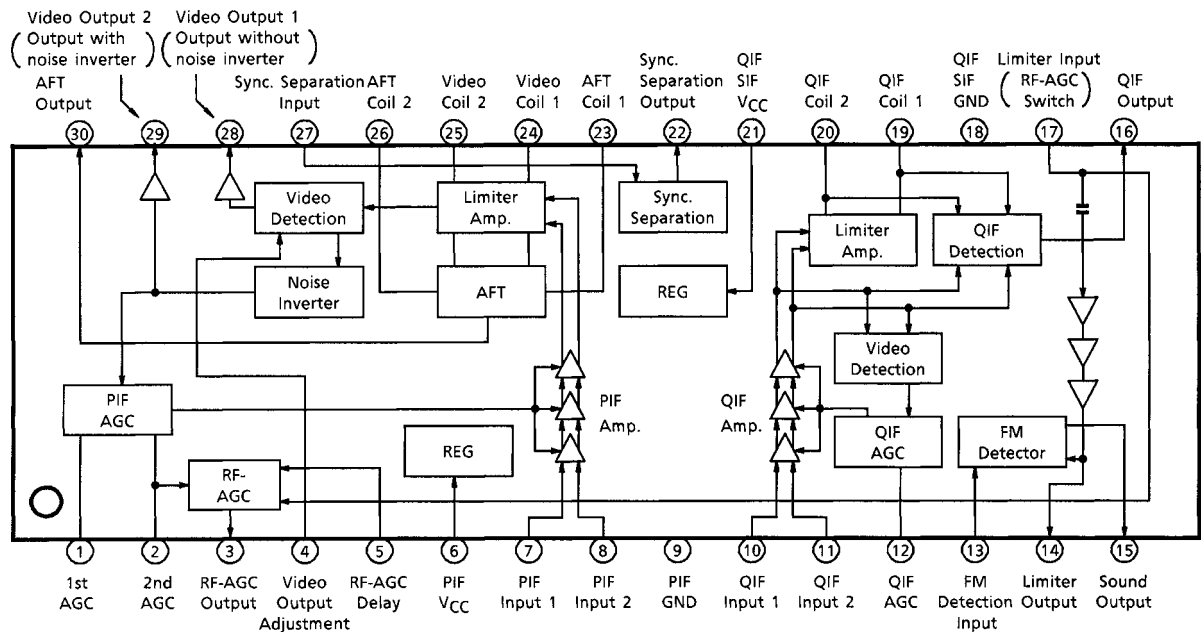 Video Output 2
(Output with
noise inverter)
Video Output 1
(Output without
noise inverter)
AFT
Output
Sync. Separation
Input
AFT
Coil 2
Video
Coil 2
Video
Coil 1
AFT
Coil 1
Sync.
Separation
Output
QIF
SIF
VCC
QIF
Coil 2
QIF
Coil 1
QIF
SIF
GND
Limiter Input
(RF-AGC
Switch)
QIF
Output
30
29
28
27
26
25
24
23
22
21
20
19
18
17
16
Video
Detection
Limiter
Amp.
Sync.
Separation
Limiter
Amp.
QIF
Detection
Noise
Inverter
AFT
REG
Video
Detection
PIF
AGC
PIF
Amp.
QIF
Amp.
QIF
AGC
FM
Detector
REG
RF-
AGC
1
2
3
4
5
6
7
8
9
10
11
12
13
14
15
1st
AGC
2nd
AGC
RF-AGC
Output
Video
Output
Adjustment
RF-AGC
Delay
PIF
VCC
PIF
Input 1
PIF
Input 2
PIF
GND
QIF
Input 1
QIF
Input 2
QIF
AGC
FM
Detection
Input
Limiter
Output
Sound
Output